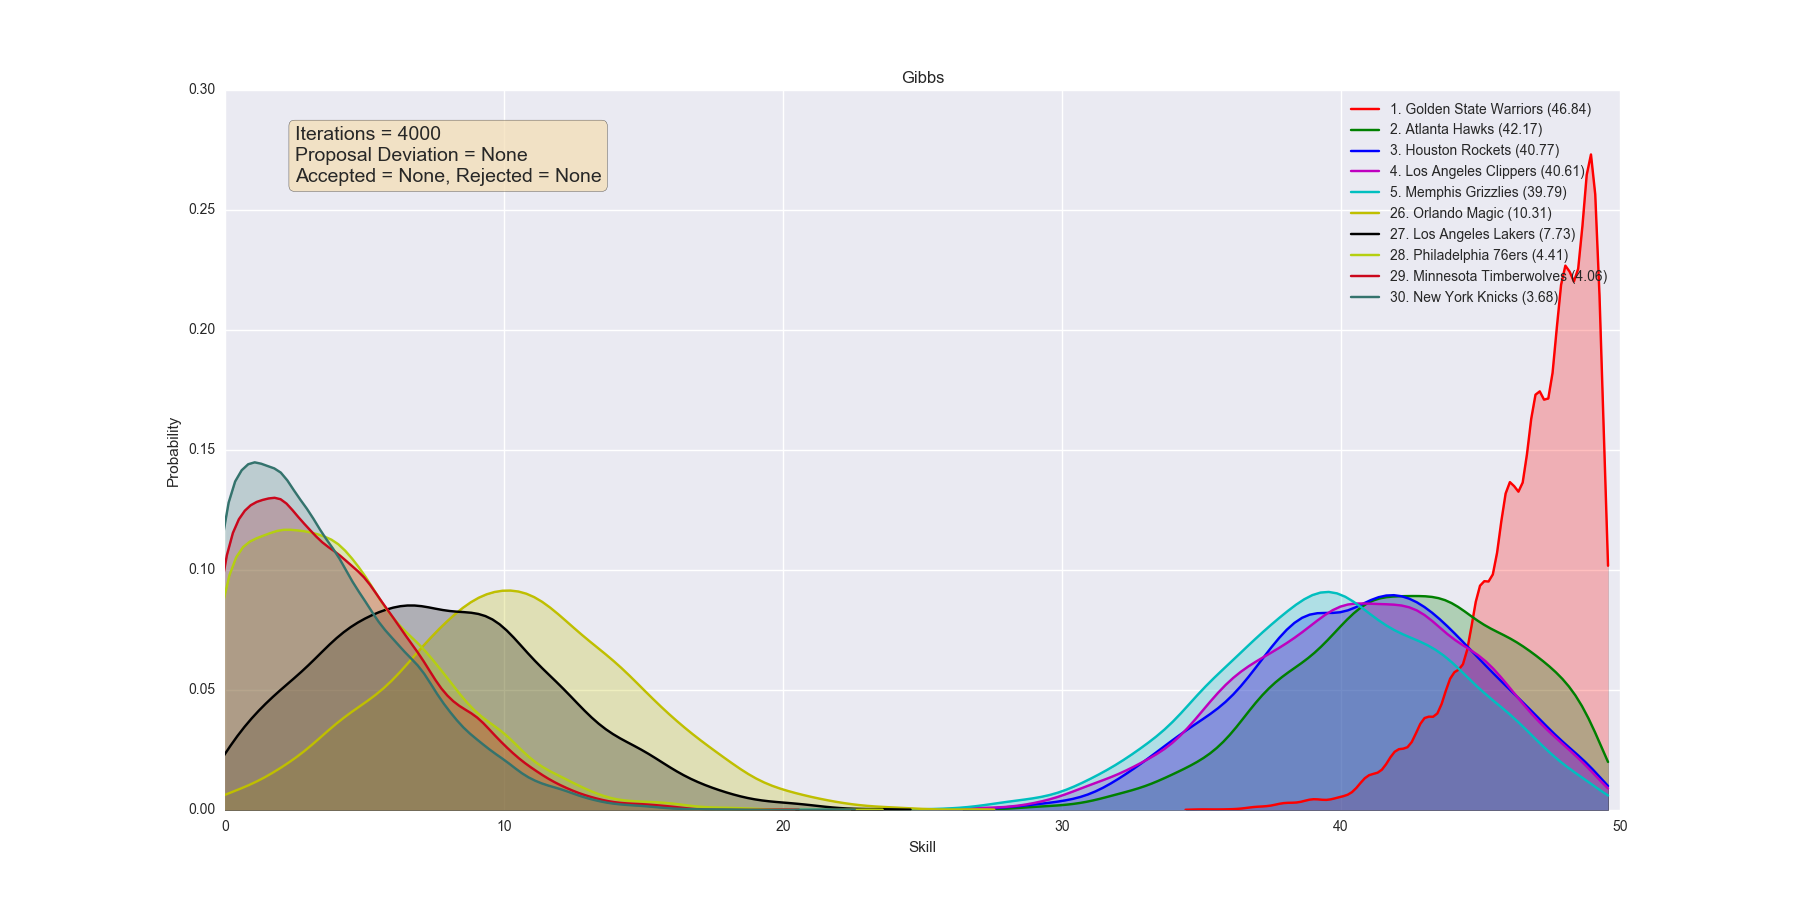 Gibbs
Iterations = 4000
Proposal Deviation = None
Accepted = None, Rejected = None
1. Golden State Warriors (46.84)
2. Atlanta Hawks (42.17)
3. Houston Rockets (40.77)
4. Los Angeles Clippers (40.61)
5. Memphis Grizzlies (39.79)
26. Orlando Magic (10.31)
27. Los Angeles Lakers (7.73)
28. Philadelphia 76ers (4.41)
29. Minnesota Timberwolves (4.06)
30. New York Knicks (3.68)
0.30
0.25
0.20
0.15
0.10
0.05
0.00
Probability
0 10 20 30 40 50
Skill